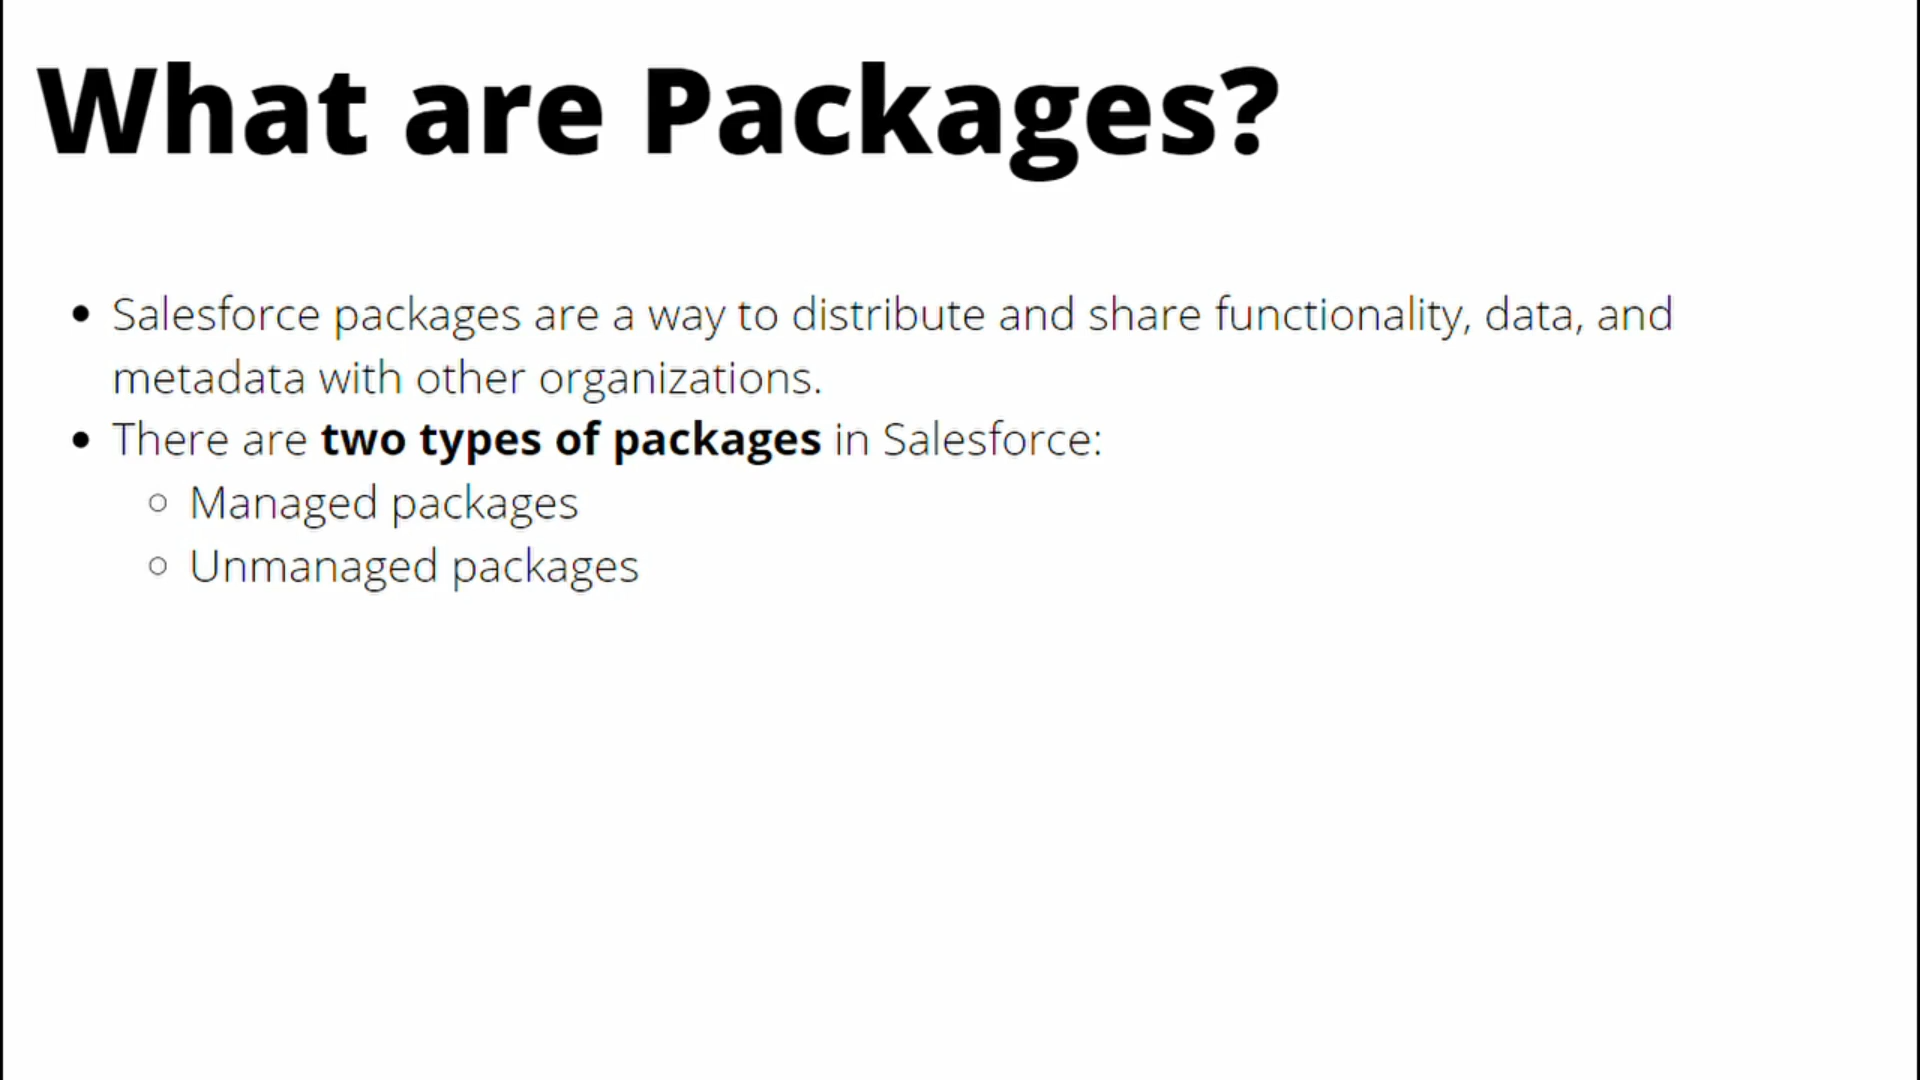 What are Packages?
• Salesforce packages are a way to distribute and share functionality, data, and
metadata with other organizations.
• There are two types of packages in Salesforce:
○ Managed packages
○ Unmanaged packages